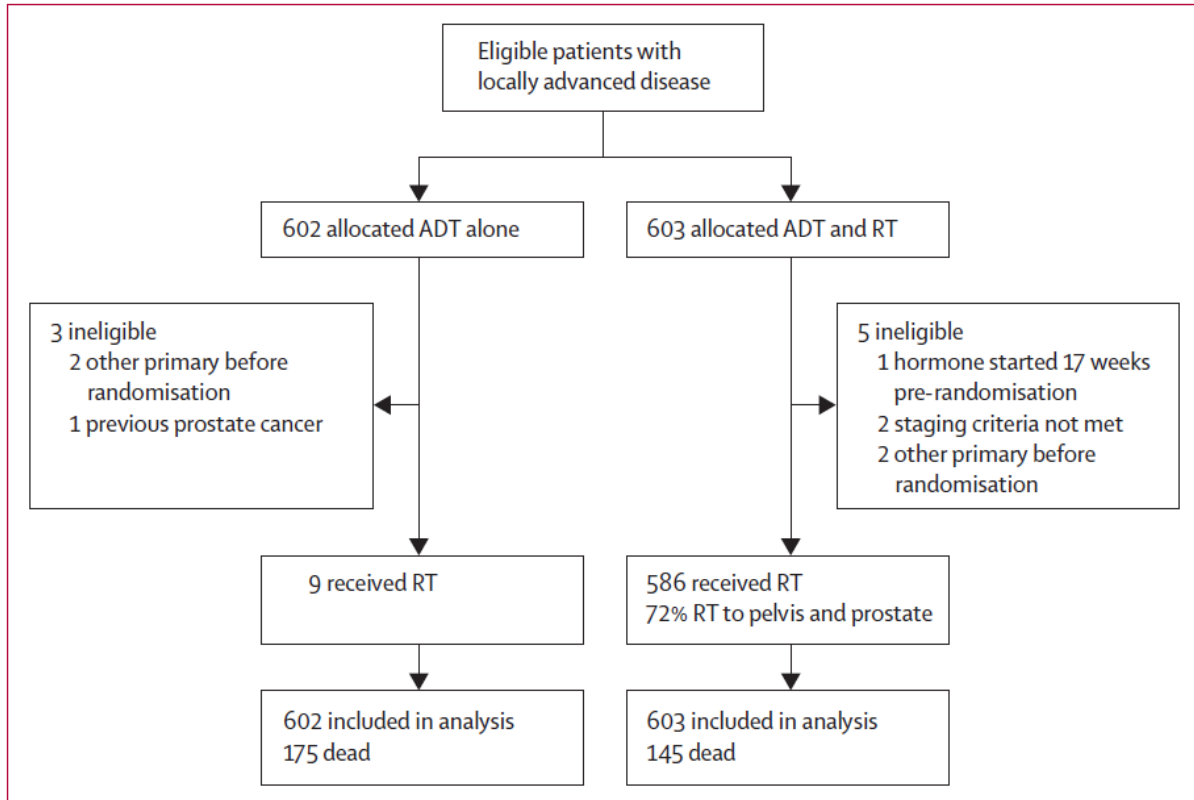 Eligible patients with
locally advanced disease
602 allocated ADT alone
603 allocated ADT and RT
3 ineligible
2 other primary before
randomisation
1 previous prostate cancer
5 ineligible
1 hormone started 17 weeks
pre-randomisation
2 staging criteria not met
2 other primary before
randomisation
9 received RT
586 received RT
72% RT to pelvis and prostate
602 included in analysis
175 dead
603 included in analysis
145 dead